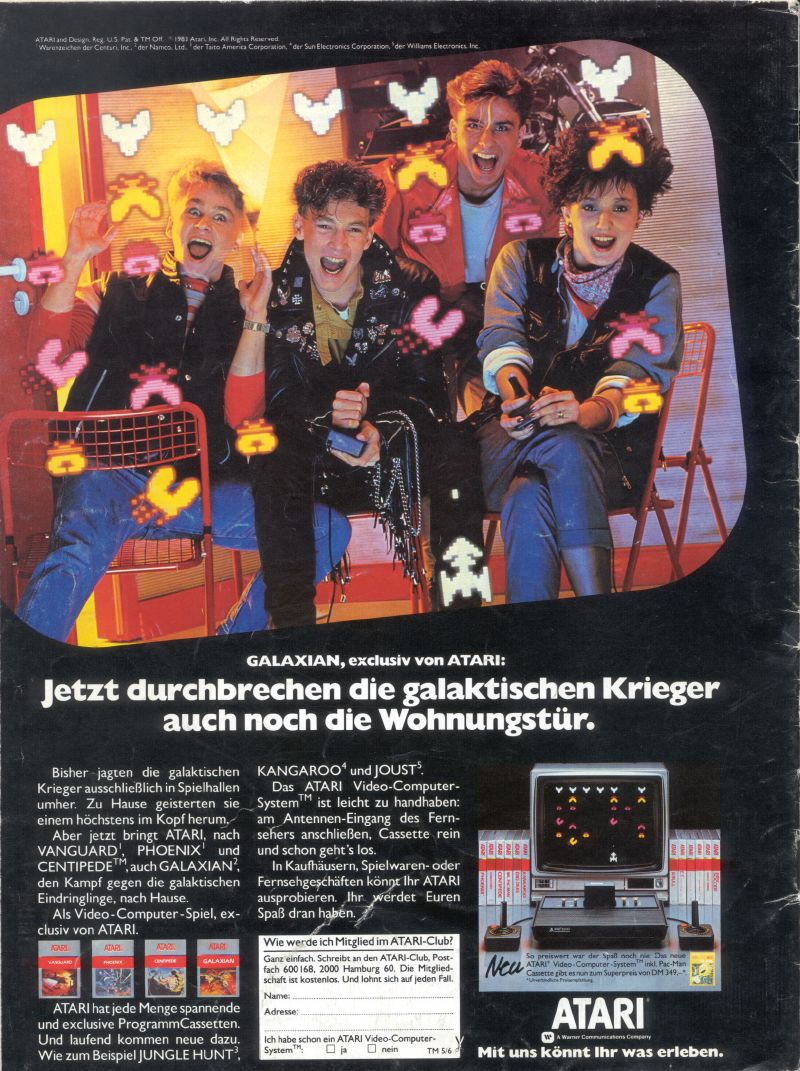 ATARI and Design, Reg. U.S. Pat. & TM Off. © 1983 Atari, Inc. All Rights Reserved.
¹Warenzeichen der Centuri, Inc., ²der Namco, Ltd., ³der Taito America Corporation, ⁴der Sun Electronics Corporation, ⁵der Williams Electronics, Inc.
GALAXIAN, exclusiv von ATARI:
Jetzt durchbrechen die galaktischen Krieger
auch noch die Wohnungstür.
Bisher jagten die galaktischen
Krieger ausschließlich in Spielhallen
umher. Zu Hause geisterten sie
einem höchstens im Kopf herum.
Aber jetzt bringt ATARI, nach
VANGUARD¹, PHOENIX¹ und
CENTIPEDE™, auch GALAXIAN²,
den Kampf gegen die galaktischen
Eindringlinge, nach Hause.
Als Video-Computer-Spiel, ex-
clusiv von ATARI.
ATARI ATARI ATARI ATARI
VANGUARD PHOENIX CENTIPEDE GALAXIAN
ATARI hat jede Menge spannende
und exclusive ProgrammCassetten.
Und laufend kommen neue dazu.
Wie zum Beispiel JUNGLE HUNT³,
KANGAROO⁴ und JOUST⁵.
Das ATARI Video-Computer-
System™ ist leicht zu handhaben:
am Antennen-Eingang des Fern-
sehers anschließen, Cassette rein
und schon geht's los.
In Kaufhäusern, Spielwaren- oder
Fernsehgeschäften könnt Ihr ATARI
ausprobieren. Ihr werdet Euren
Spaß dran haben.
Wie werde ich Mitglied im ATARI-Club?
Ganz einfach. Schreibt an den ATARI-Club, Post-
fach 600168, 2000 Hamburg 60. Die Mitglied-
schaft ist kostenlos. Und lohnt sich auf jeden Fall.
Name:
Adresse:
Ich habe schon ein ATARI Video-Computer-
System™: ☐ ja ☐ nein TM 5/6
Neu
So preiswert war der Spaß noch nie: Das neue
ATARI® Video-Computer-System™ inkl. Pac-Man
Cassette gibt es nun zum Superpreis von DM 349,-*.
*Unverbindliche Preisempfehlung.
ATARI®
A Warner Communications Company
Mit uns könnt Ihr was erleben.